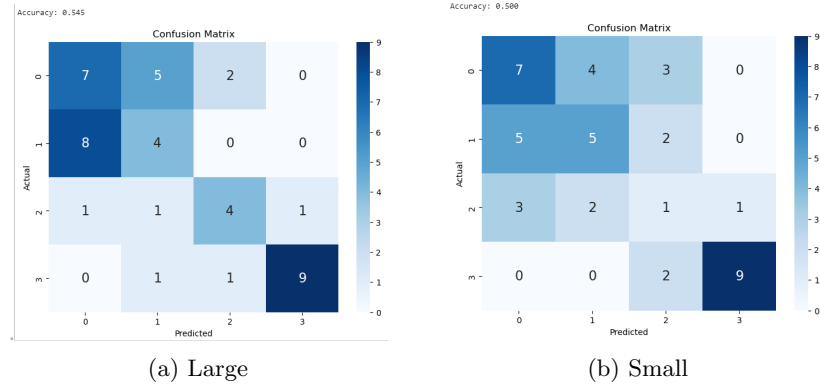 Accuracy: 0.545
Confusion Matrix
0 7 5 2 0
1 8 4 0 0
2 1 1 4 1
3 0 1 1 9
0 1 2 3
Actual
Predicted
9
8
7
6
5
4
3
2
1
0
(a) Large
Accuracy: 0.500
Confusion Matrix
0 7 4 3 0
1 5 5 2 0
2 3 2 1 1
3 0 0 2 9
0 1 2 3
Actual
Predicted
9
8
7
6
5
4
3
2
1
0
(b) Small